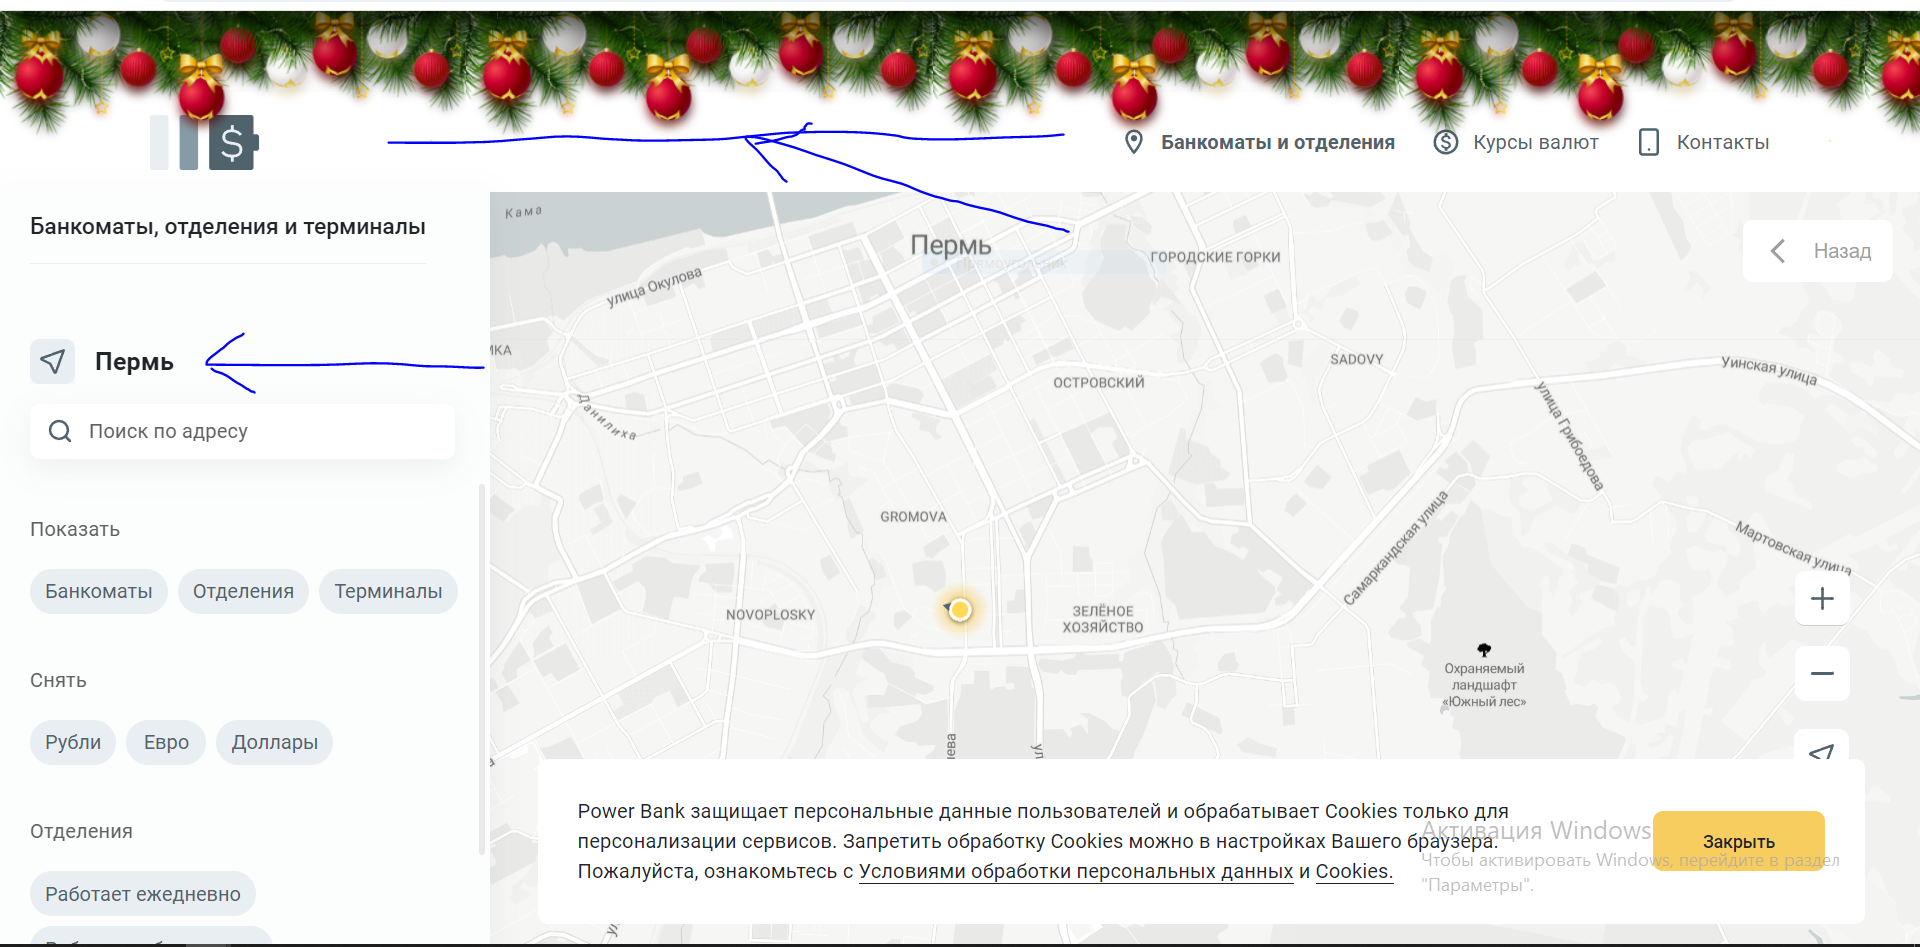 $
Банкоматы и отделения
Курсы валют
Контакты
Банкоматы, отделения и терминалы
Пермь
Поиск по адресу
Показать
Банкоматы
Отделения
Терминалы
Снять
Рубли
Евро
Доллары
Отделения
Работает ежедневно
Кама
Пермь
Прямоугольник
ГОРОДСКИЕ ГОРКИ
Назад
улица Окулова
SADOVY
Уинская улица
ОСТРОВСКИЙ
Данилиха
улица Грибоедова
GROMOVA
Самаркандская улица
Мартовская улица
NOVOPLOSKY
ЗЕЛЁНОЕ
ХОЗЯЙСТВО
Охраняемый
ландшафт
«Южный лес»
Power Bank защищает персональные данные пользователей и обрабатывает Cookies только для
персонализации сервисов. Запретить обработку Cookies можно в настройках Вашего браузера.
Пожалуйста, ознакомьтесь с Условиями обработки персональных данных и Cookies.
Закрыть
Активация Windows
Чтобы активировать Windows, перейдите в раздел
"Параметры".